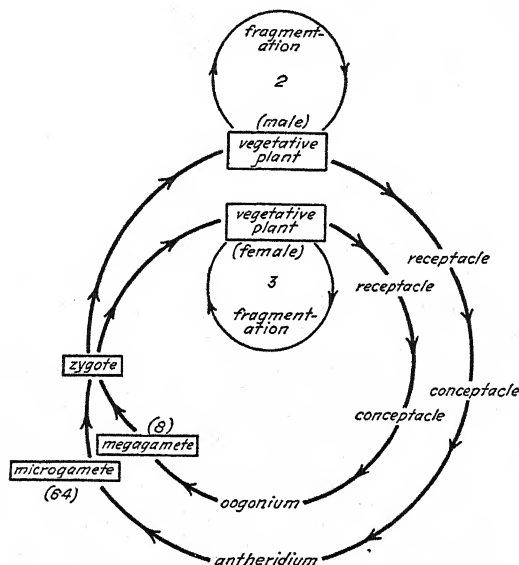 fragment-
ation
2
(male)
vegetative
plant
vegetative
plant
(female)
3
fragment-
ation
receptacle
receptacle
conceptacle
conceptacle
zygote
(8)
megagamete
microgamete
(64)
oogonium
antheridium